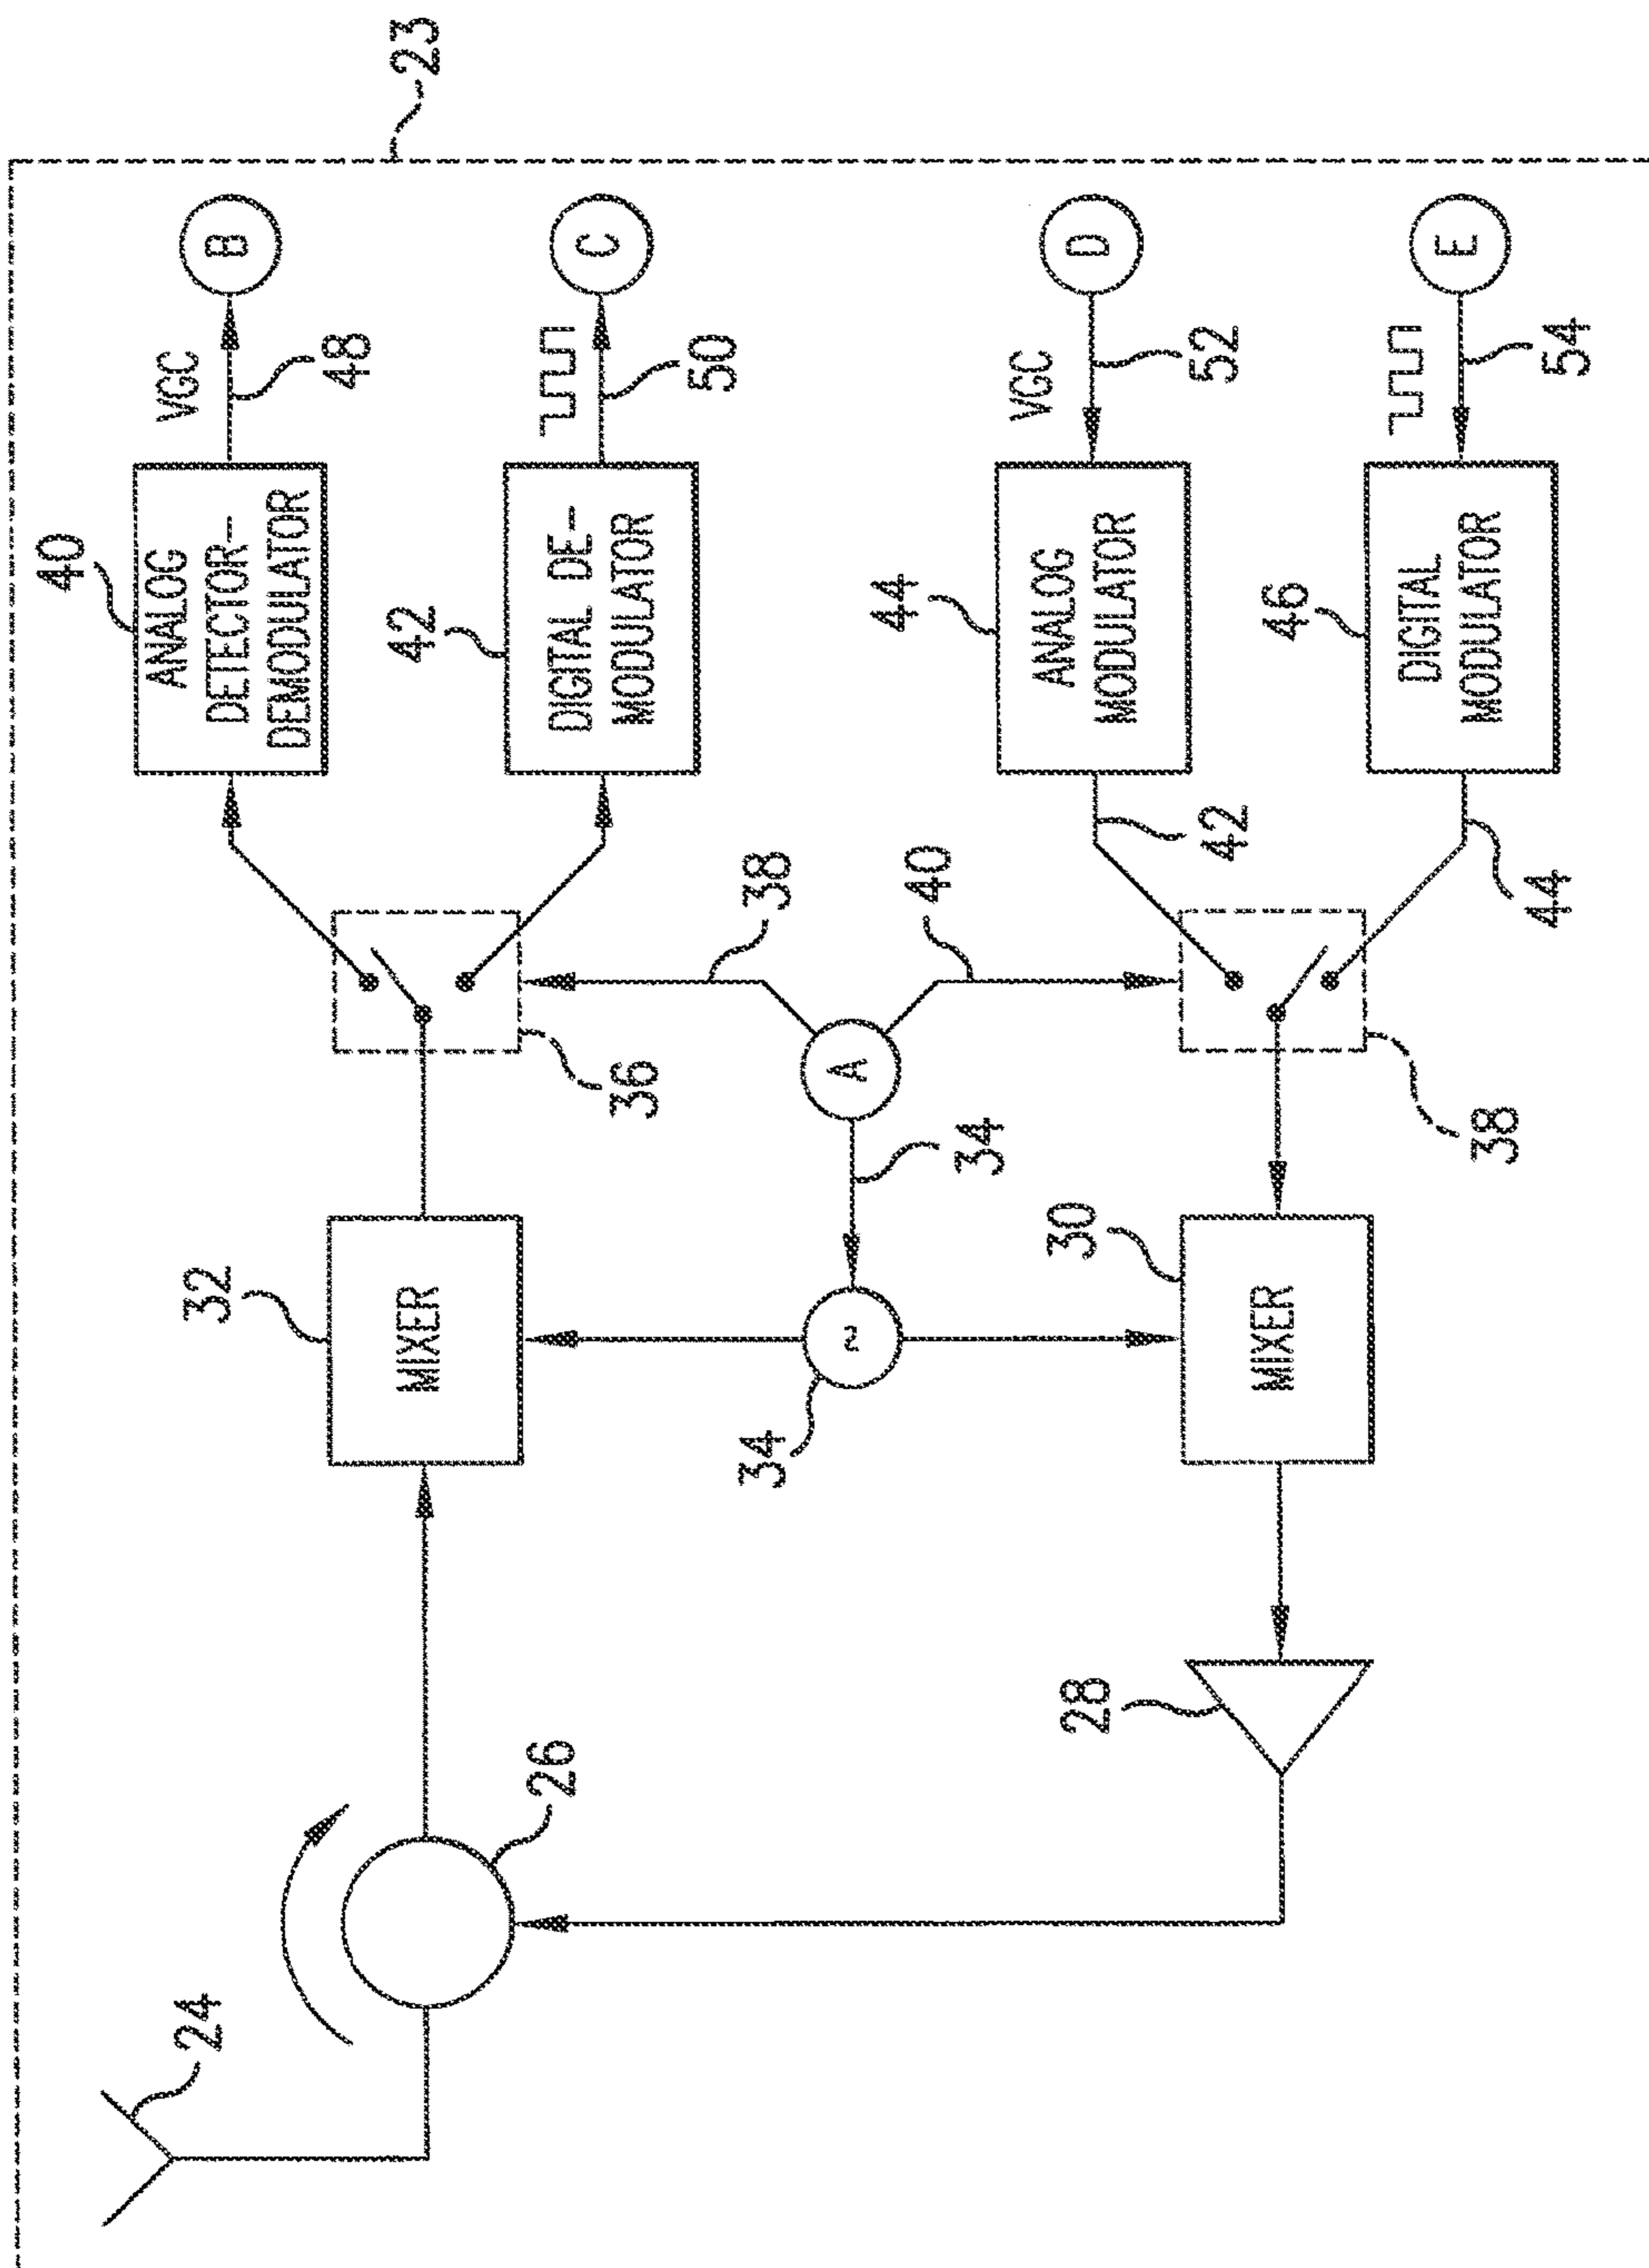 23
24
26
32
MIXER
36
40
ANALOG
DETECTOR-
DEMODULATOR
VGC
48
B
42
DIGITAL DE-
MODULATOR
50
C
38
A
34
2
34
40
28
30
MIXER
38
42
44
ANALOG
MODULATOR
VGC
52
D
44
46
DIGITAL
MODULATOR
54
E